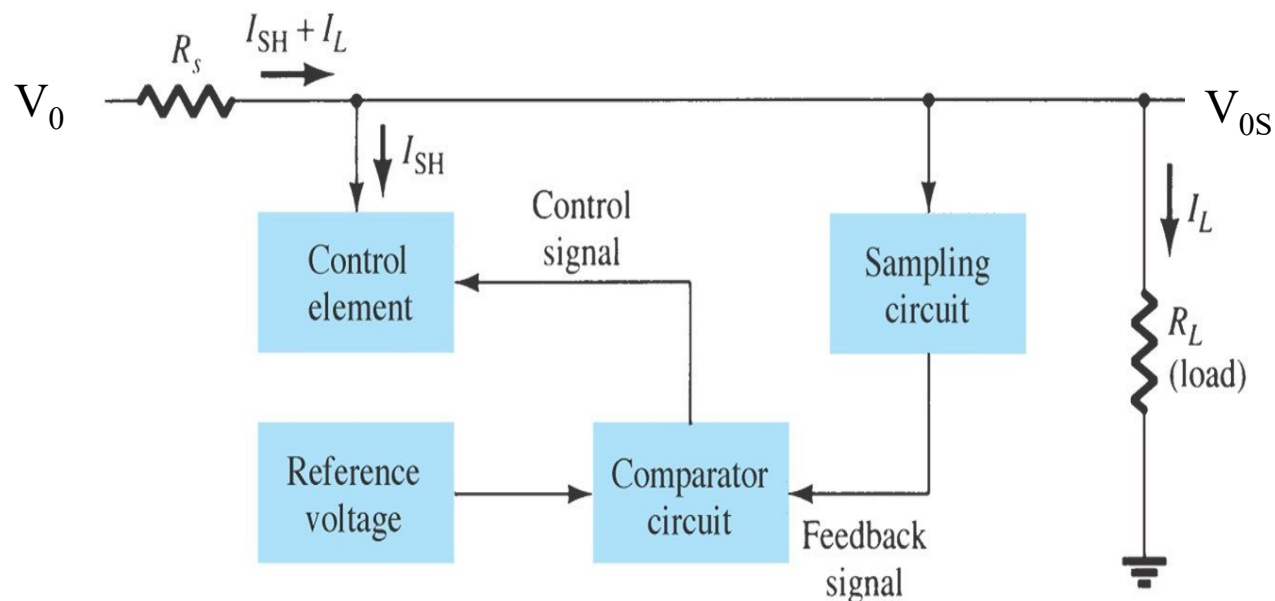 I_SH + I_L
R_s
V_0
V_0S
I_SH
Control
signal
I_L
Control
element
Sampling
circuit
R_L
(load)
Reference
voltage
Comparator
circuit
Feedback
signal